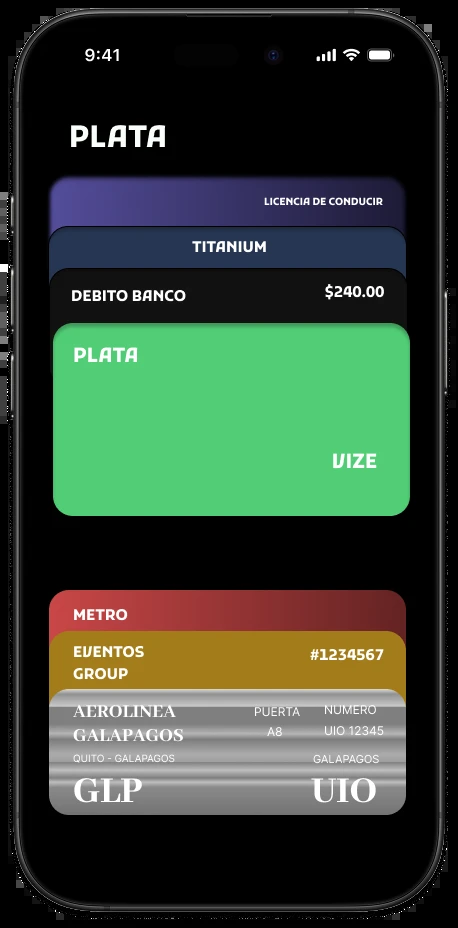 9:41
PLATA
LICENCIA DE CONDUCIR
TITANIUM
DEBITO BANCO $240.00
PLATA
VIZE
METRO
EVENTOS GROUP #1234567
AEROLINEA GALAPAGOS
PUERTA A8
NUMERO UIO 12345
QUITO - GALAPAGOS GALAPAGOS
GLP UIO